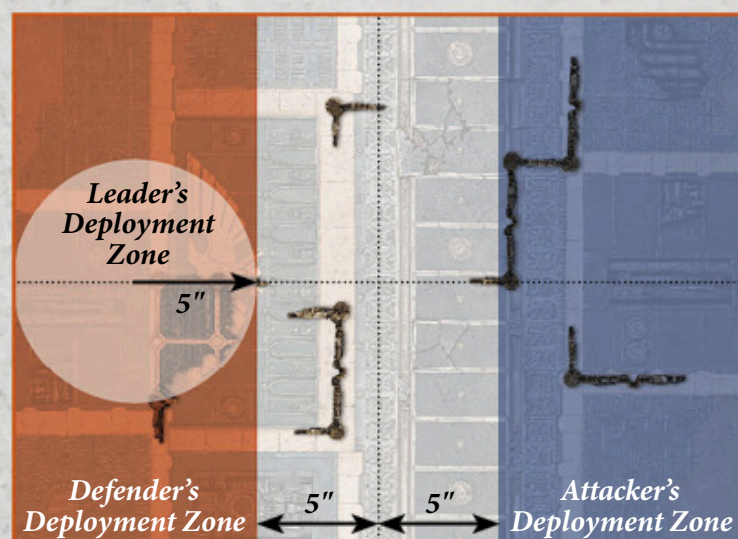 Leader's
Deployment
Zone
5"
5"
5"
Defender's
Deployment Zone
Attacker's
Deployment Zone